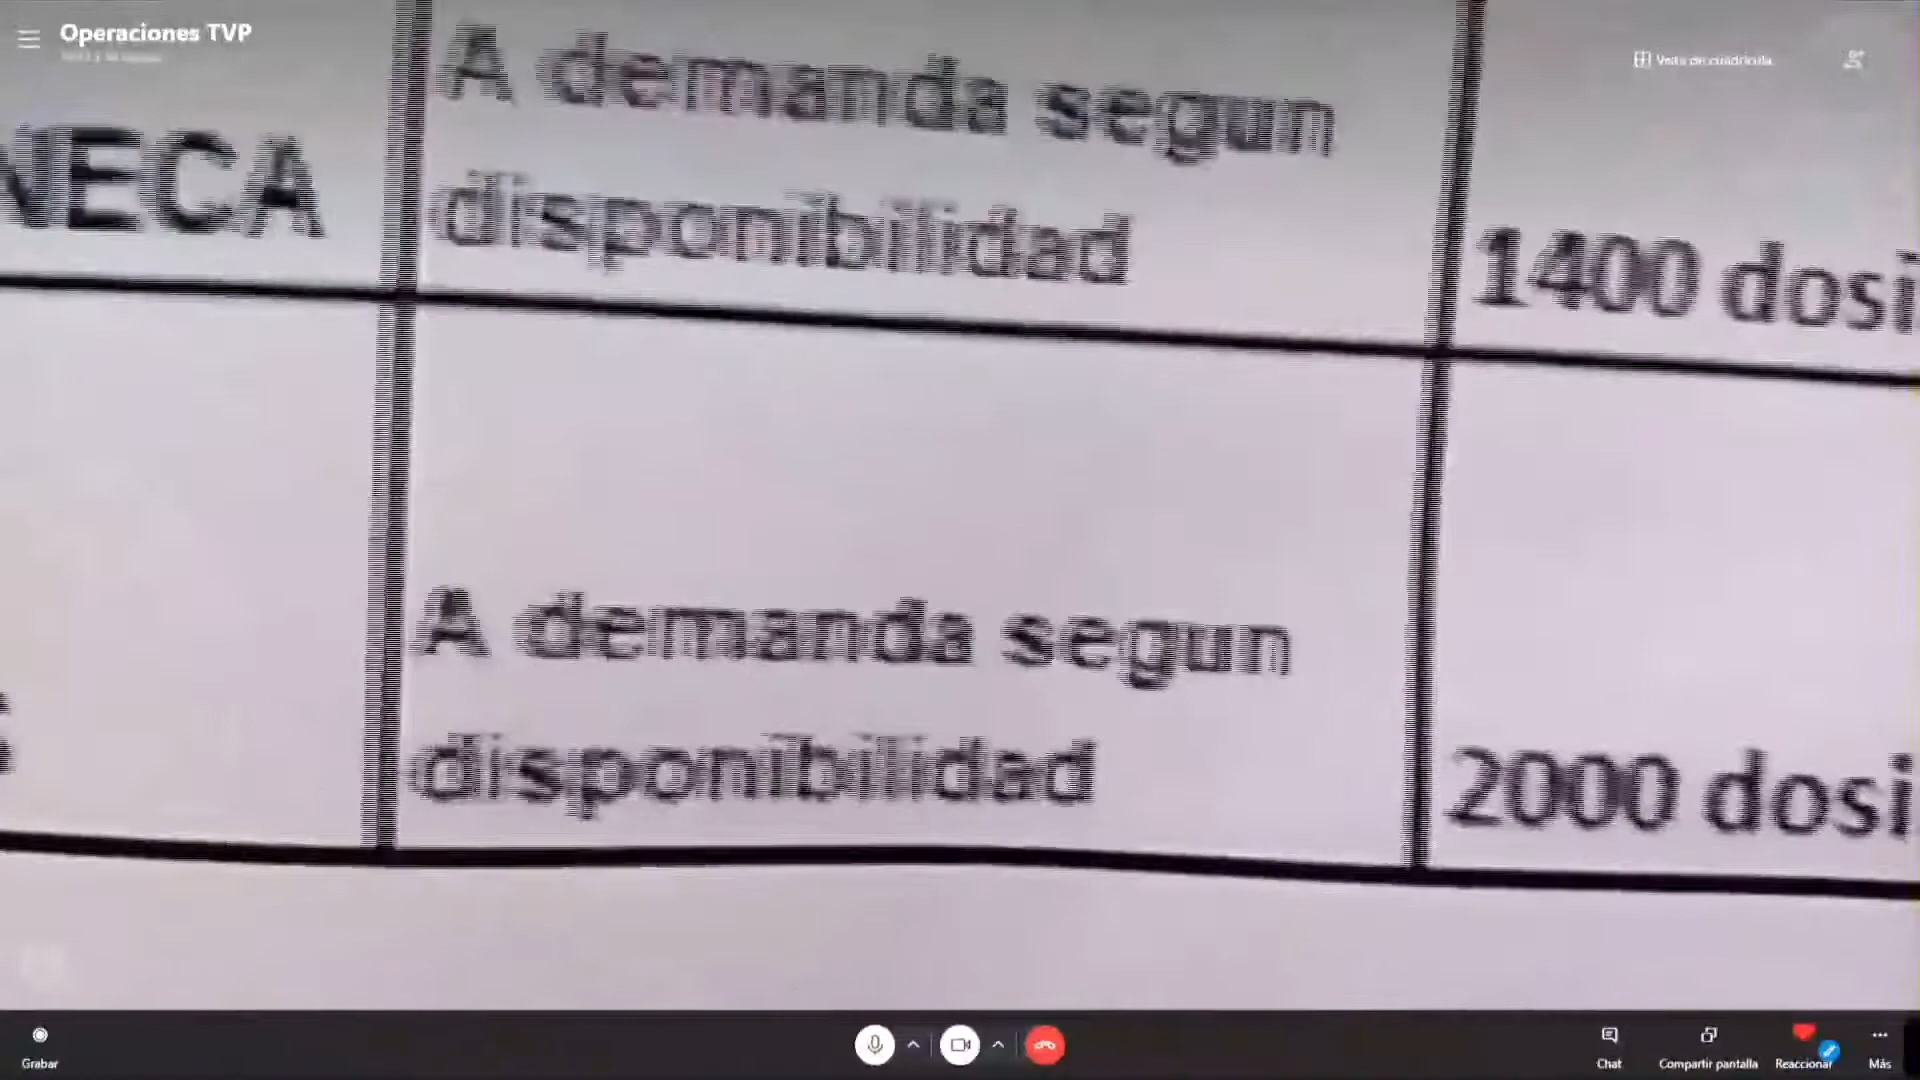 Operaciones TVP
Vista de cuadrícula
A demanda segun
disponibilidad
NECA
1400 dosi
A demanda segun
disponibilidad
2000 dosi
Grabar
Chat
Compartir pantalla
Reaccionar
Más